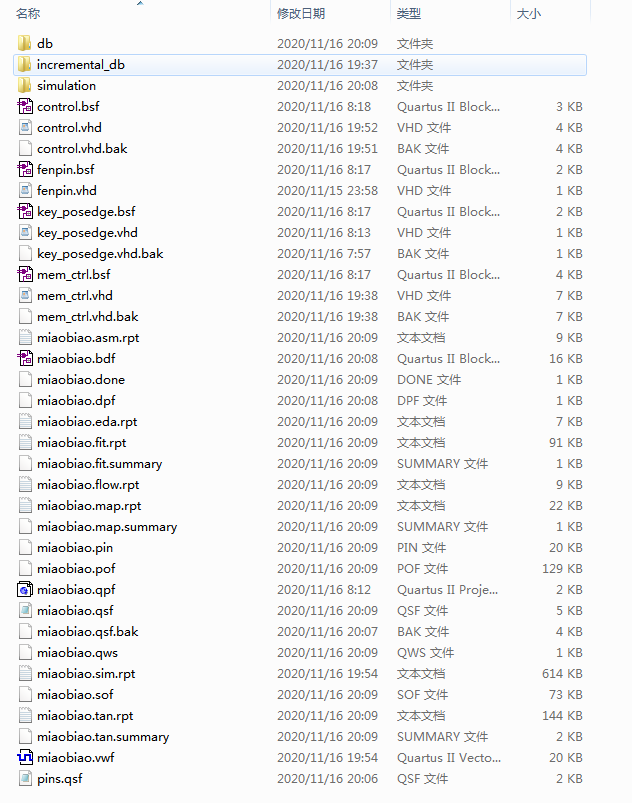 名称 修改日期 类型 大小
db 2020/11/16 20:09 文件夹
incremental_db 2020/11/16 19:37 文件夹
simulation 2020/11/16 20:08 文件夹
control.bsf 2020/11/16 8:18 Quartus II Block... 3 KB
control.vhd 2020/11/16 19:52 VHD 文件 4 KB
control.vhd.bak 2020/11/16 19:51 BAK 文件 4 KB
fenpin.bsf 2020/11/16 8:17 Quartus II Block... 2 KB
fenpin.vhd 2020/11/15 23:58 VHD 文件 1 KB
key_posedge.bsf 2020/11/16 8:17 Quartus II Block... 2 KB
key_posedge.vhd 2020/11/16 8:13 VHD 文件 1 KB
key_posedge.vhd.bak 2020/11/16 7:57 BAK 文件 1 KB
mem_ctrl.bsf 2020/11/16 8:17 Quartus II Block... 4 KB
mem_ctrl.vhd 2020/11/16 19:38 VHD 文件 7 KB
mem_ctrl.vhd.bak 2020/11/16 19:38 BAK 文件 7 KB
miaobiao.asm.rpt 2020/11/16 20:09 文本文档 9 KB
miaobiao.bdf 2020/11/16 20:08 Quartus II Block... 16 KB
miaobiao.done 2020/11/16 20:09 DONE 文件 1 KB
miaobiao.dpf 2020/11/16 20:08 DPF 文件 1 KB
miaobiao.eda.rpt 2020/11/16 20:09 文本文档 7 KB
miaobiao.fit.rpt 2020/11/16 20:09 文本文档 91 KB
miaobiao.fit.summary 2020/11/16 20:09 SUMMARY 文件 1 KB
miaobiao.flow.rpt 2020/11/16 20:09 文本文档 9 KB
miaobiao.map.rpt 2020/11/16 20:09 文本文档 22 KB
miaobiao.map.summary 2020/11/16 20:09 SUMMARY 文件 1 KB
miaobiao.pin 2020/11/16 20:09 PIN 文件 20 KB
miaobiao.pof 2020/11/16 20:09 POF 文件 129 KB
miaobiao.qpf 2020/11/16 8:12 Quartus II Proje... 2 KB
miaobiao.qsf 2020/11/16 20:09 QSF 文件 5 KB
miaobiao.qsf.bak 2020/11/16 20:07 BAK 文件 4 KB
miaobiao.qws 2020/11/16 20:09 QWS 文件 1 KB
miaobiao.sim.rpt 2020/11/16 19:54 文本文档 614 KB
miaobiao.sof 2020/11/16 20:09 SOF 文件 73 KB
miaobiao.tan.rpt 2020/11/16 20:09 文本文档 144 KB
miaobiao.tan.summary 2020/11/16 20:09 SUMMARY 文件 2 KB
miaobiao.vwf 2020/11/16 19:54 Quartus II Vecto... 20 KB
pins.qsf 2020/11/16 20:06 QSF 文件 2 KB